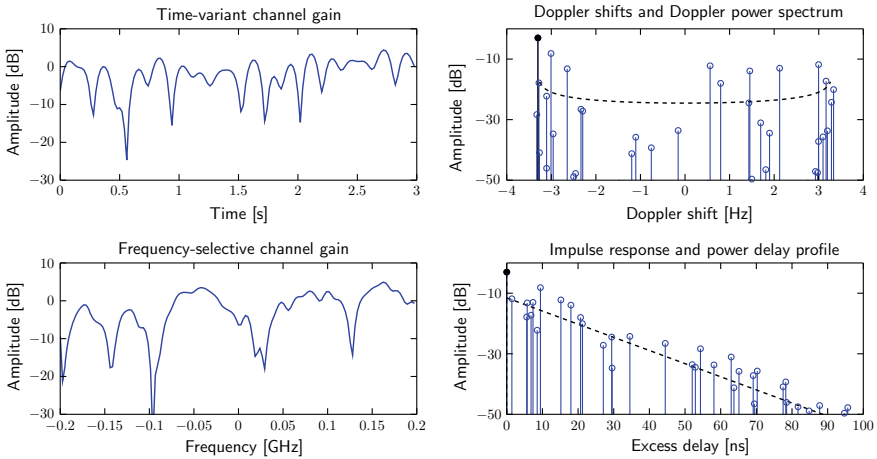 Time-variant channel gain
Amplitude [dB]
10
0
−10
−20
−30
0 0.5 1 1.5 2 2.5 3
Time [s]
Doppler shifts and Doppler power spectrum
Amplitude [dB]
−10
−30
−50
−4 −3 −2 −1 0 1 2 3 4
Doppler shift [Hz]
Frequency-selective channel gain
Amplitude [dB]
10
0
−10
−20
−30
−0.2 −0.15 −0.1 −0.05 0 0.05 0.1 0.15 0.2
Frequency [GHz]
Impulse response and power delay profile
Amplitude [dB]
−10
−30
−50
0 10 20 30 40 50 60 70 80 90 100
Excess delay [ns]